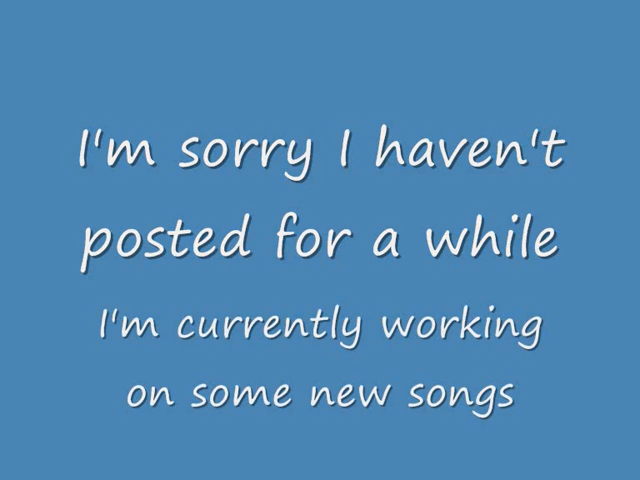 I'm sorry I haven't
posted for a while
I'm currently working
on some new songs